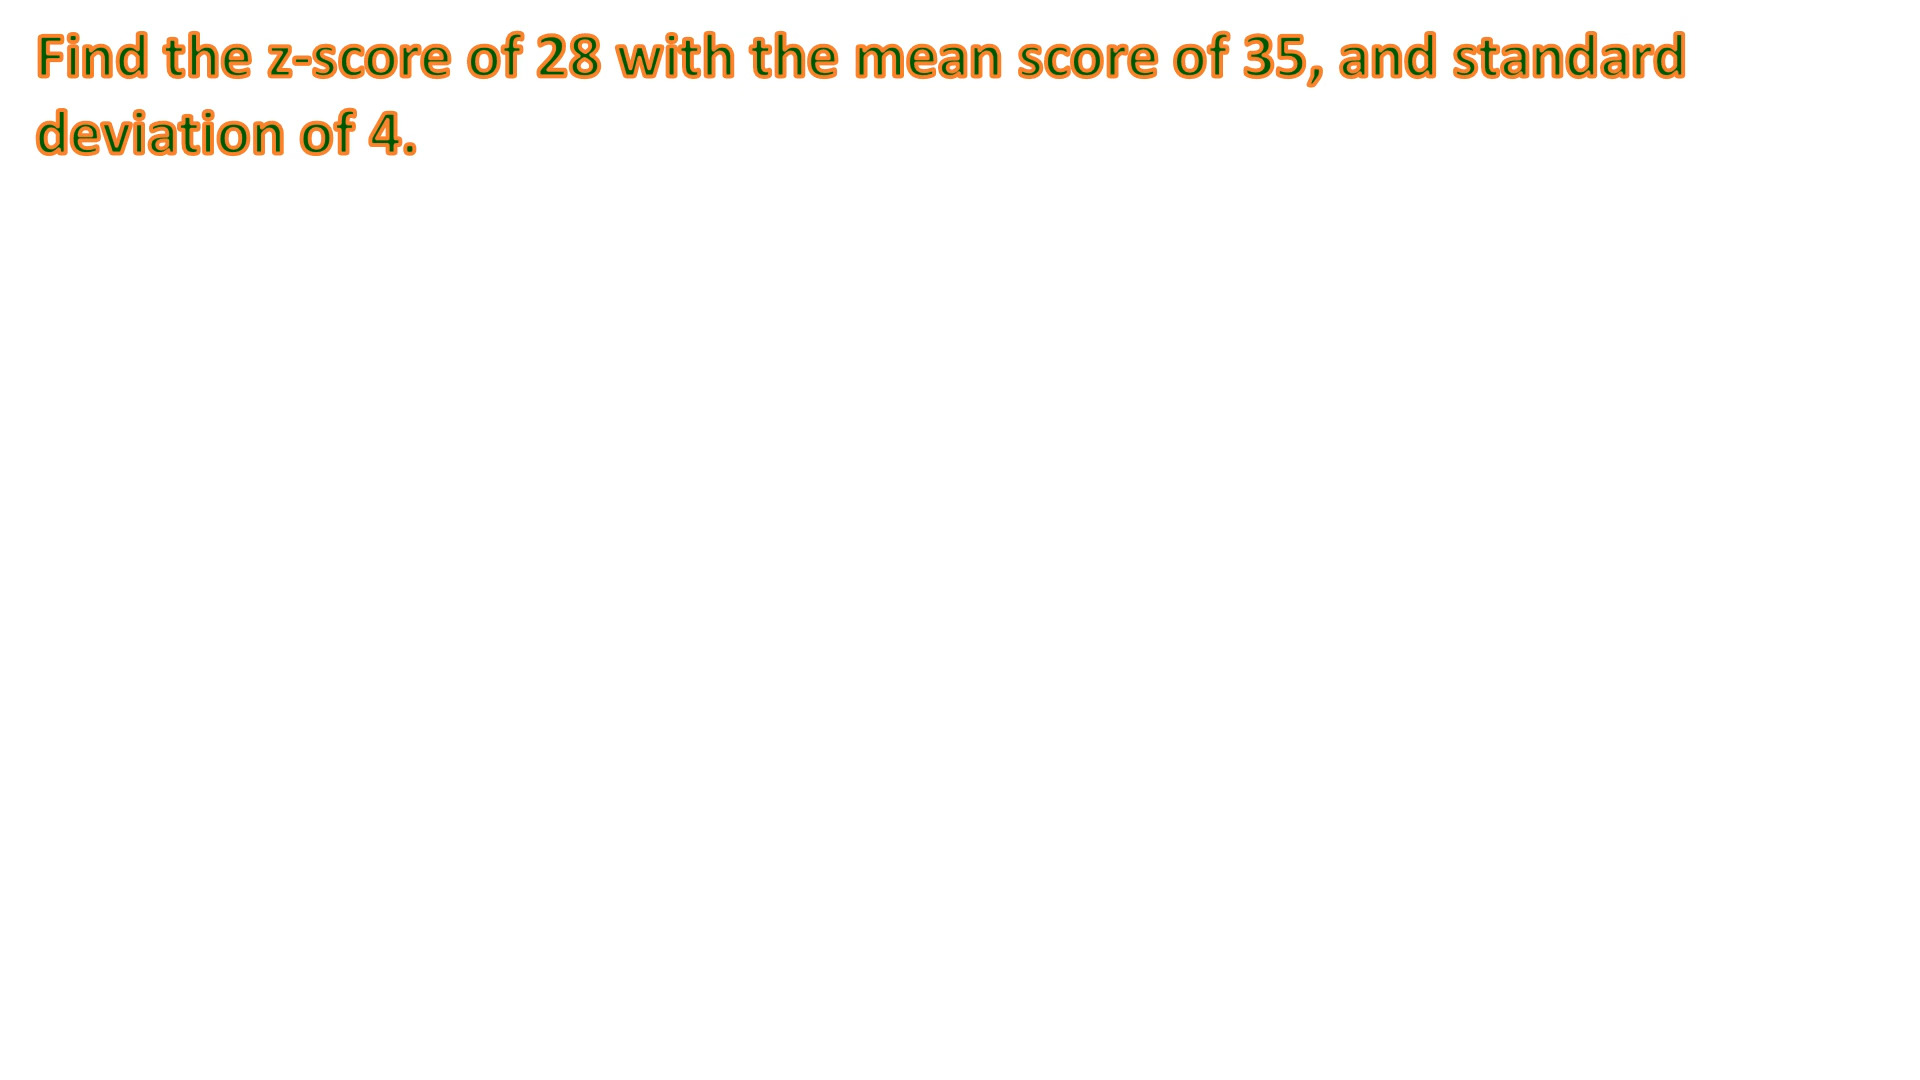 Find the z-score of 28 with the mean score of 35, and standard
deviation of 4.